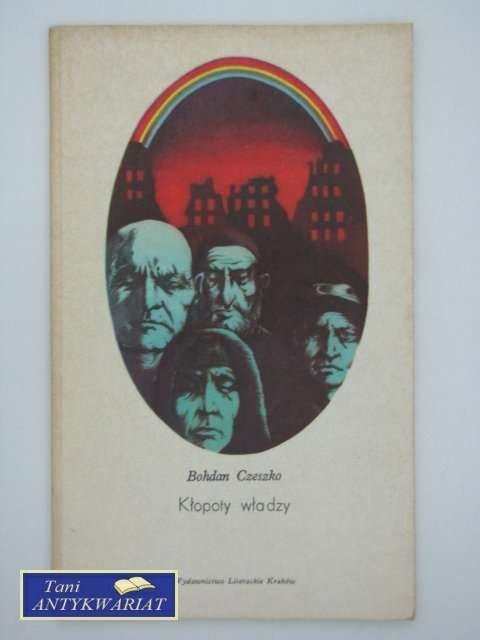 Bohdan Czeszko
Kłopoty władzy
Wydawnictwo Literackie Kraków
Tani
ANTYKWARIAT